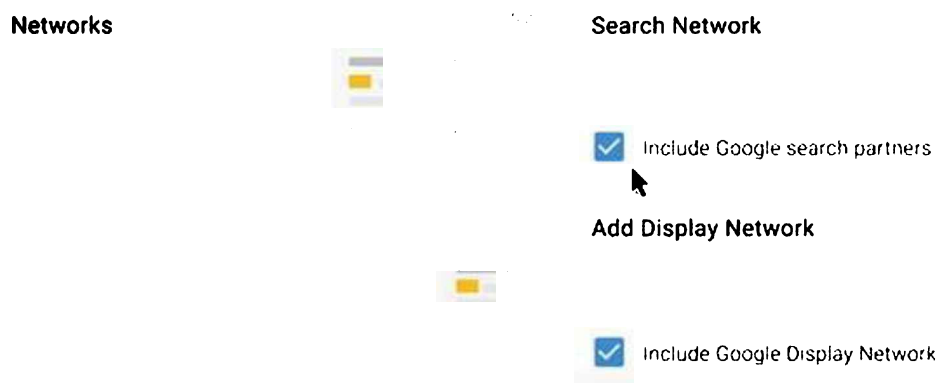 Networks
Search Network
Include Google search partners
Add Display Network
Include Google Display Network